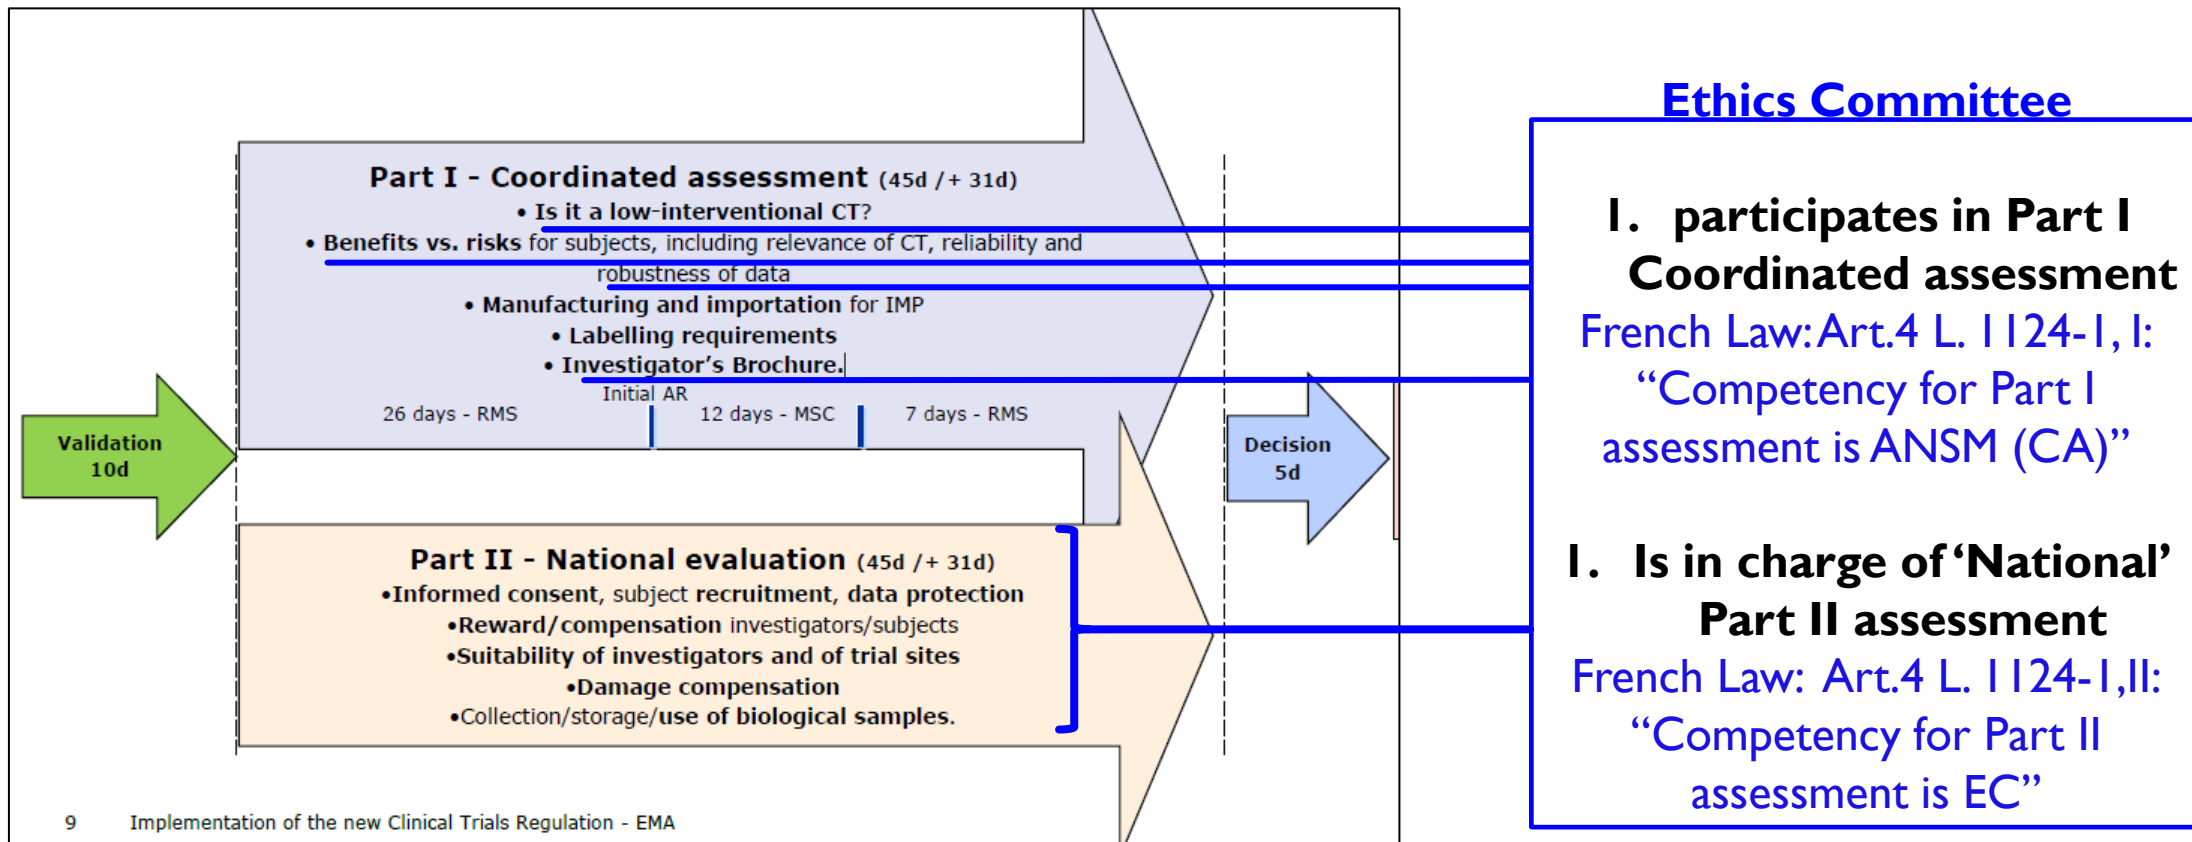 Part I - Coordinated assessment (45d /+ 31d)
• Is it a low-interventional CT?
• Benefits vs. risks for subjects, including relevance of CT, reliability and
robustness of data
• Manufacturing and importation for IMP
• Labelling requirements
• Investigator's Brochure.
Initial AR
26 days - RMS
12 days - MSC
7 days - RMS
Validation
10d
Decision
5d
Part II - National evaluation (45d /+ 31d)
•Informed consent, subject recruitment, data protection
•Reward/compensation investigators/subjects
•Suitability of investigators and of trial sites
•Damage compensation
•Collection/storage/use of biological samples.
9 Implementation of the new Clinical Trials Regulation - EMA
Ethics Committee
1. participates in Part I
Coordinated assessment
French Law: Art.4 L. 1124-1, I:
“Competency for Part I
assessment is ANSM (CA)”
1. Is in charge of ‘National’
Part II assessment
French Law: Art.4 L. 1124-1,II:
“Competency for Part II
assessment is EC”